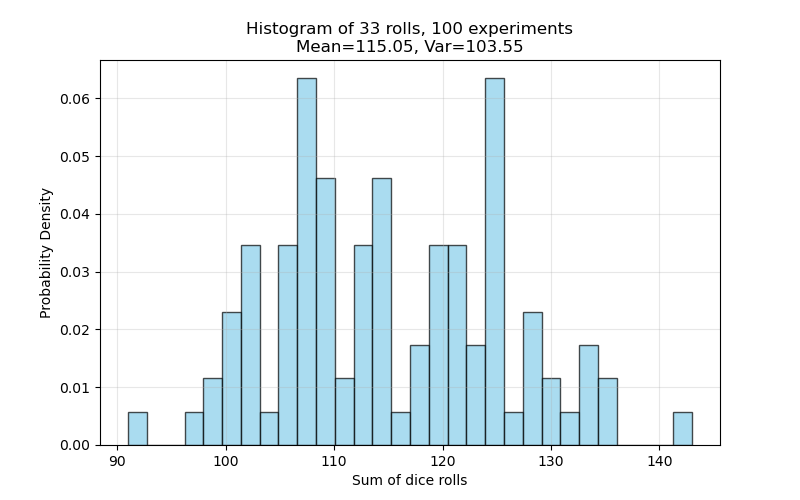 Histogram of 33 rolls, 100 experiments
Mean=115.05, Var=103.55
Probability Density
0.06
0.05
0.04
0.03
0.02
0.01
0.00
90 100 110 120 130 140
Sum of dice rolls